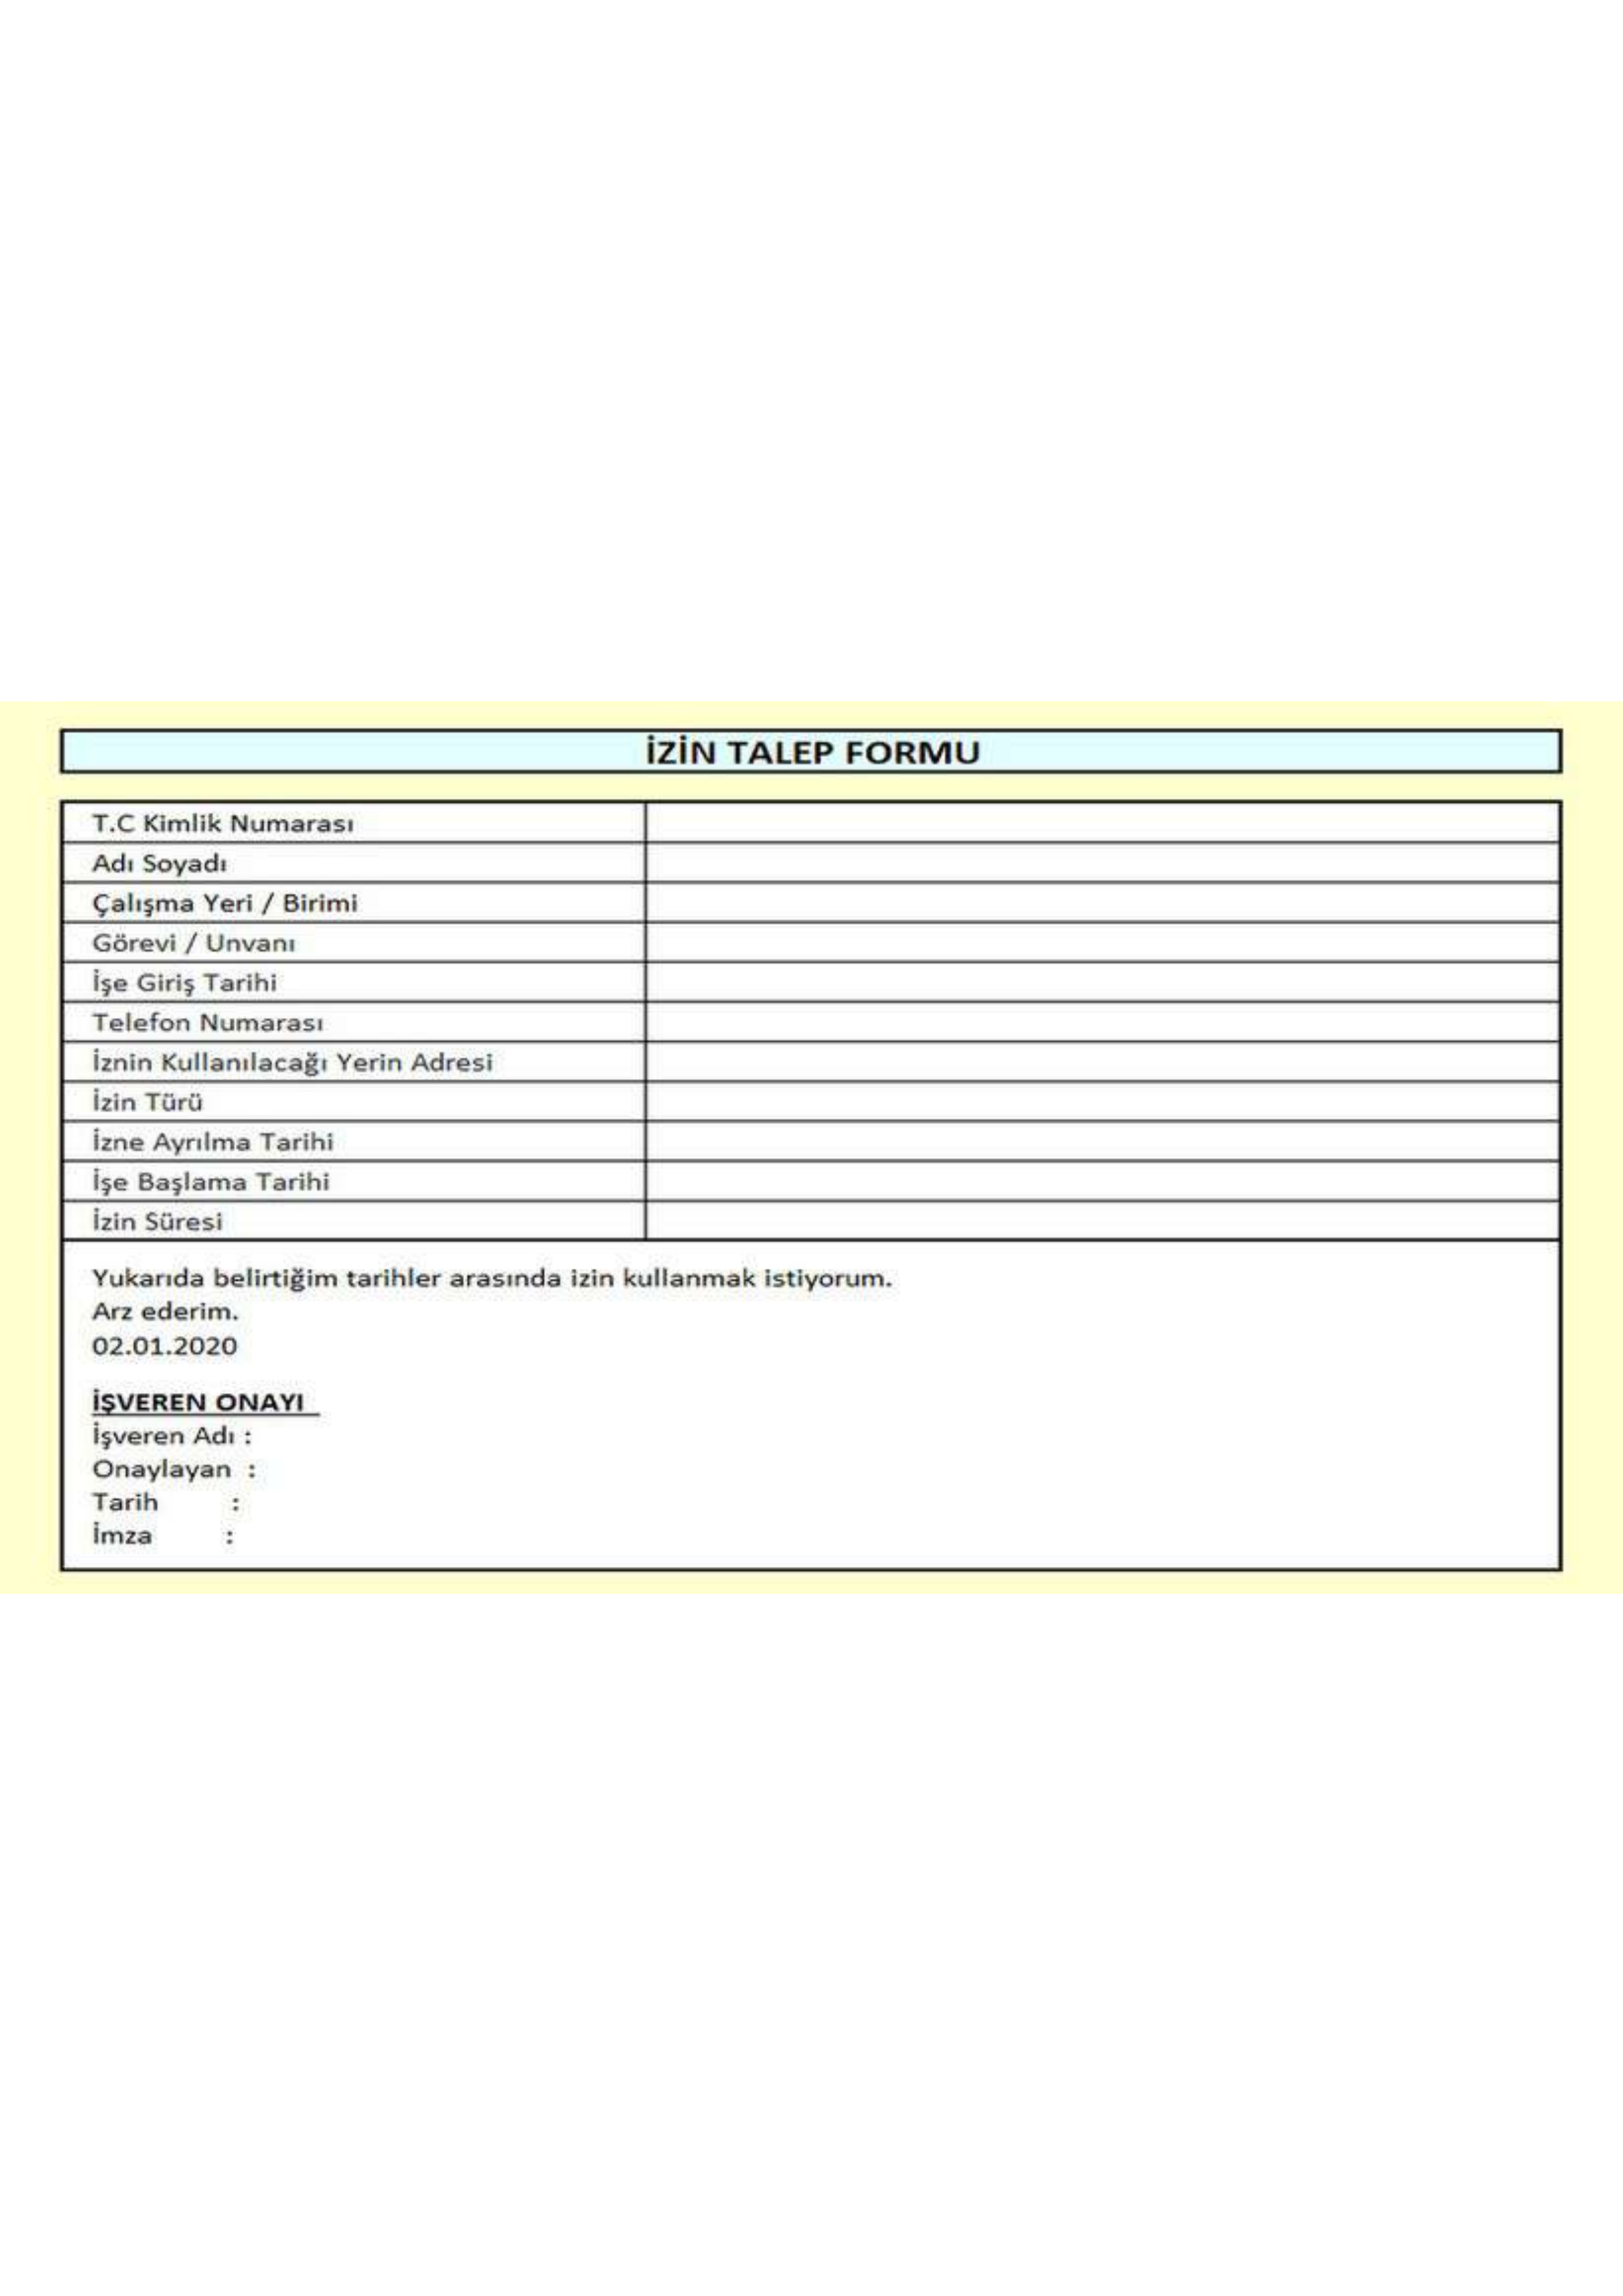 İZİN TALEP FORMU
T.C Kimlik Numarası
Adı Soyadı
Çalışma Yeri / Birimi
Görevi / Unvanı
İşe Giriş Tarihi
Telefon Numarası
İznin Kullanılacağı Yerin Adresi
İzin Türü
İzne Ayrılma Tarihi
İşe Başlama Tarihi
İzin Süresi
Yukarıda belirtiğim tarihler arasında izin kullanmak istiyorum.
Arz ederim.
02.01.2020
İŞVEREN ONAYI
İşveren Adı :
Onaylayan :
Tarih :
İmza :